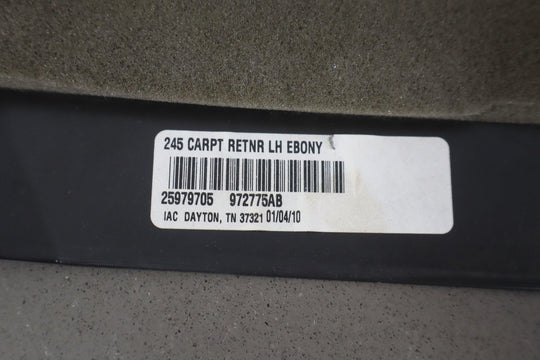 245 CARPT RETNR LH EBONY
25979705 972775AB
IAC DAYTON, TN 37321 01/04/10